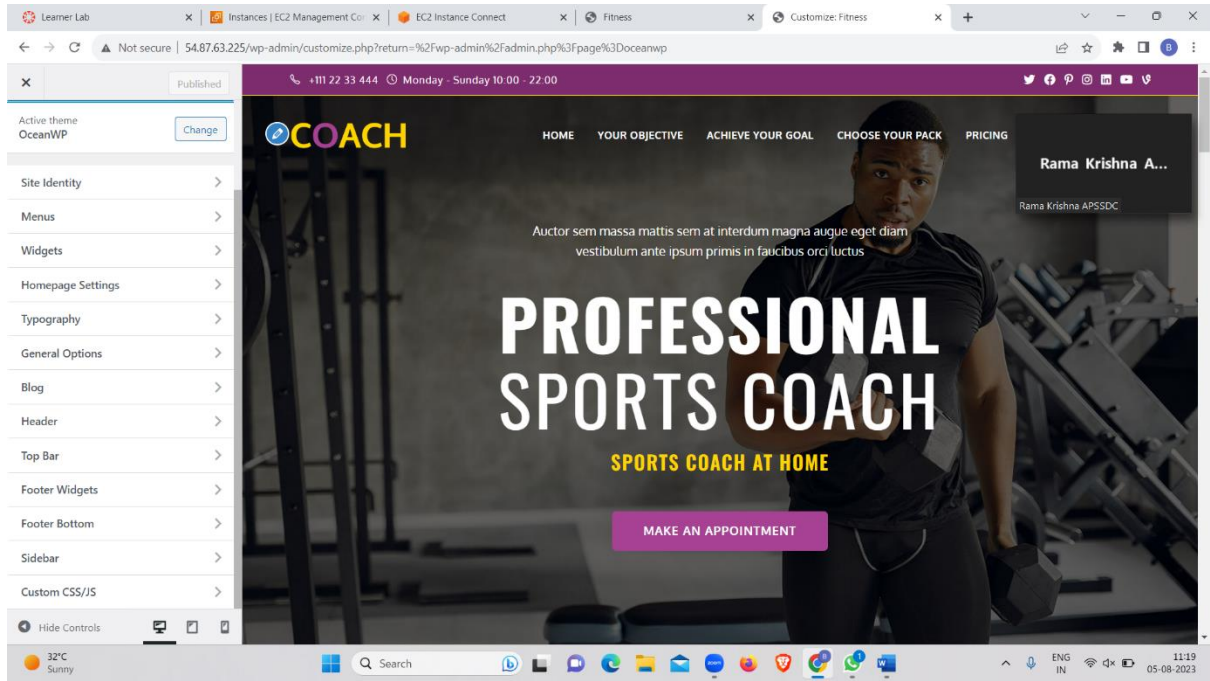 Learner Lab
Instances | EC2 Management Con
EC2 Instance Connect
Fitness
Customize: Fitness
Not secure | 54.87.63.225/wp-admin/customize.php?return=%2Fwp-admin%2Fadmin.php%3Fpage%3Doceanwp
B
Published
+111 22 33 444 Monday - Sunday 10:00 - 22:00
Active theme
OceanWP
Change
COACH
HOME YOUR OBJECTIVE ACHIEVE YOUR GOAL CHOOSE YOUR PACK PRICING
Rama Krishna A...
Rama Krishna APSSDC
Site Identity
Menus
Widgets
Homepage Settings
Typography
General Options
Blog
Header
Top Bar
Footer Widgets
Footer Bottom
Sidebar
Custom CSS/JS
Hide Controls
Auctor sem massa mattis sem at interdum magna augue eget diam
vestibulum ante ipsum primis in faucibus orci luctus
PROFESSIONAL
SPORTS COACH
SPORTS COACH AT HOME
MAKE AN APPOINTMENT
32°C
Sunny
Search
ENG
IN
11:19
05-08-2023